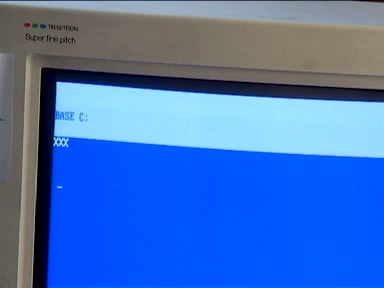 TRINITRON
Super fine pitch
BASE C:
XXX
_